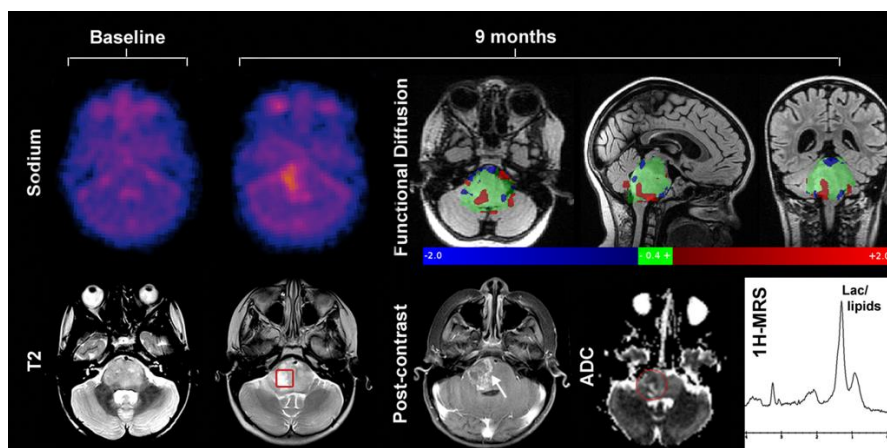 Baseline
9 months
Sodium
Functional Diffusion
-2.0
- 0.4 +
+2.0
T2
Post-contrast
ADC
1H-MRS
Lac/
lipids